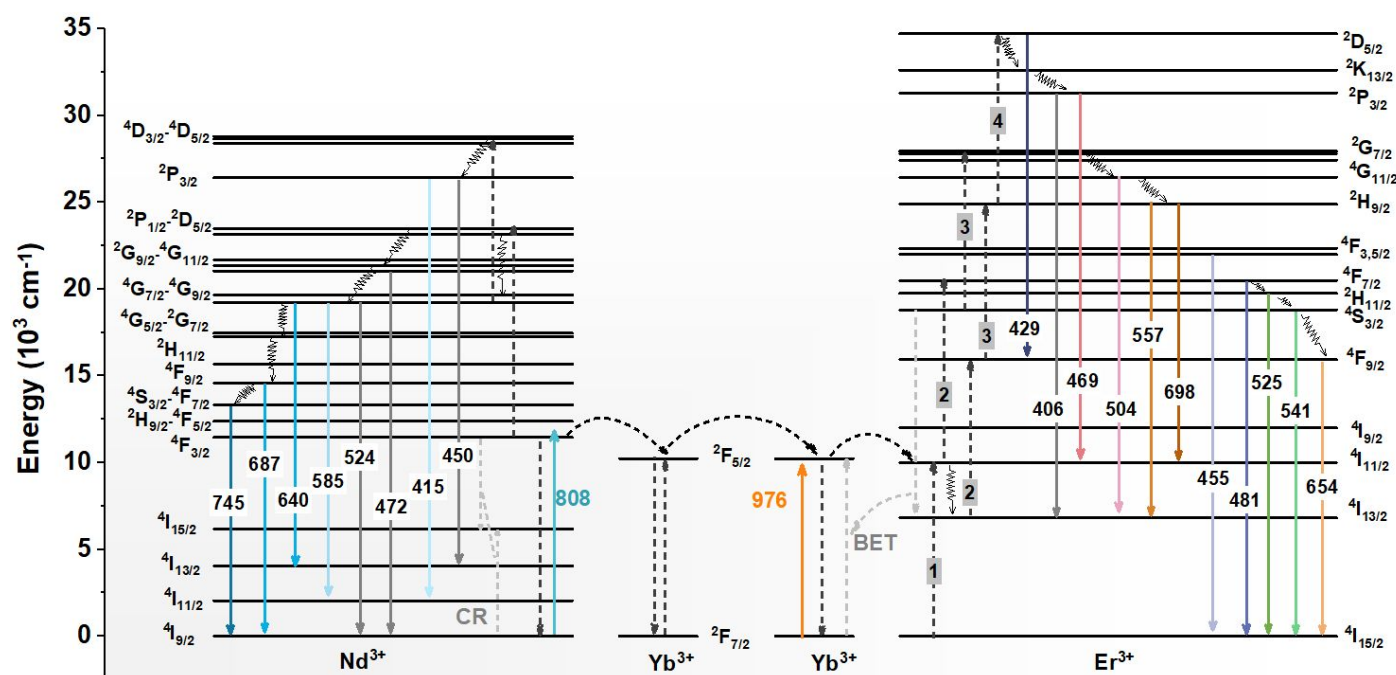 Energy (10³ cm⁻¹)
35
30
25
20
15
10
5
0
⁴D₃/₂-⁴D₅/₂
²P₃/₂
²P₁/₂-²D₅/₂
²G₉/₂-⁴G₁₁/₂
⁴G₇/₂-⁴G₉/₂
⁴G₅/₂-²G₇/₂
²H₁₁/₂
⁴F₉/₂
⁴S₃/₂-⁴F₇/₂
²H₉/₂-⁴F₅/₂
⁴F₃/₂
⁴I₁₅/₂
⁴I₁₃/₂
⁴I₁₁/₂
⁴I₉/₂
745
687
640
585
524
472
415
450
CR
808
Nd³⁺
²F₅/₂
²F₇/₂
Yb³⁺
976
BET
Yb³⁺
1
2
2
3
3
4
429
406
469
504
557
698
455
481
525
541
654
²D₅/₂
²K₁₃/₂
²P₃/₂
²G₇/₂
⁴G₁₁/₂
²H₉/₂
⁴F₃,₅/₂
⁴F₇/₂
²H₁₁/₂
⁴S₃/₂
⁴F₉/₂
⁴I₉/₂
⁴I₁₁/₂
⁴I₁₃/₂
⁴I₁₅/₂
Er³⁺